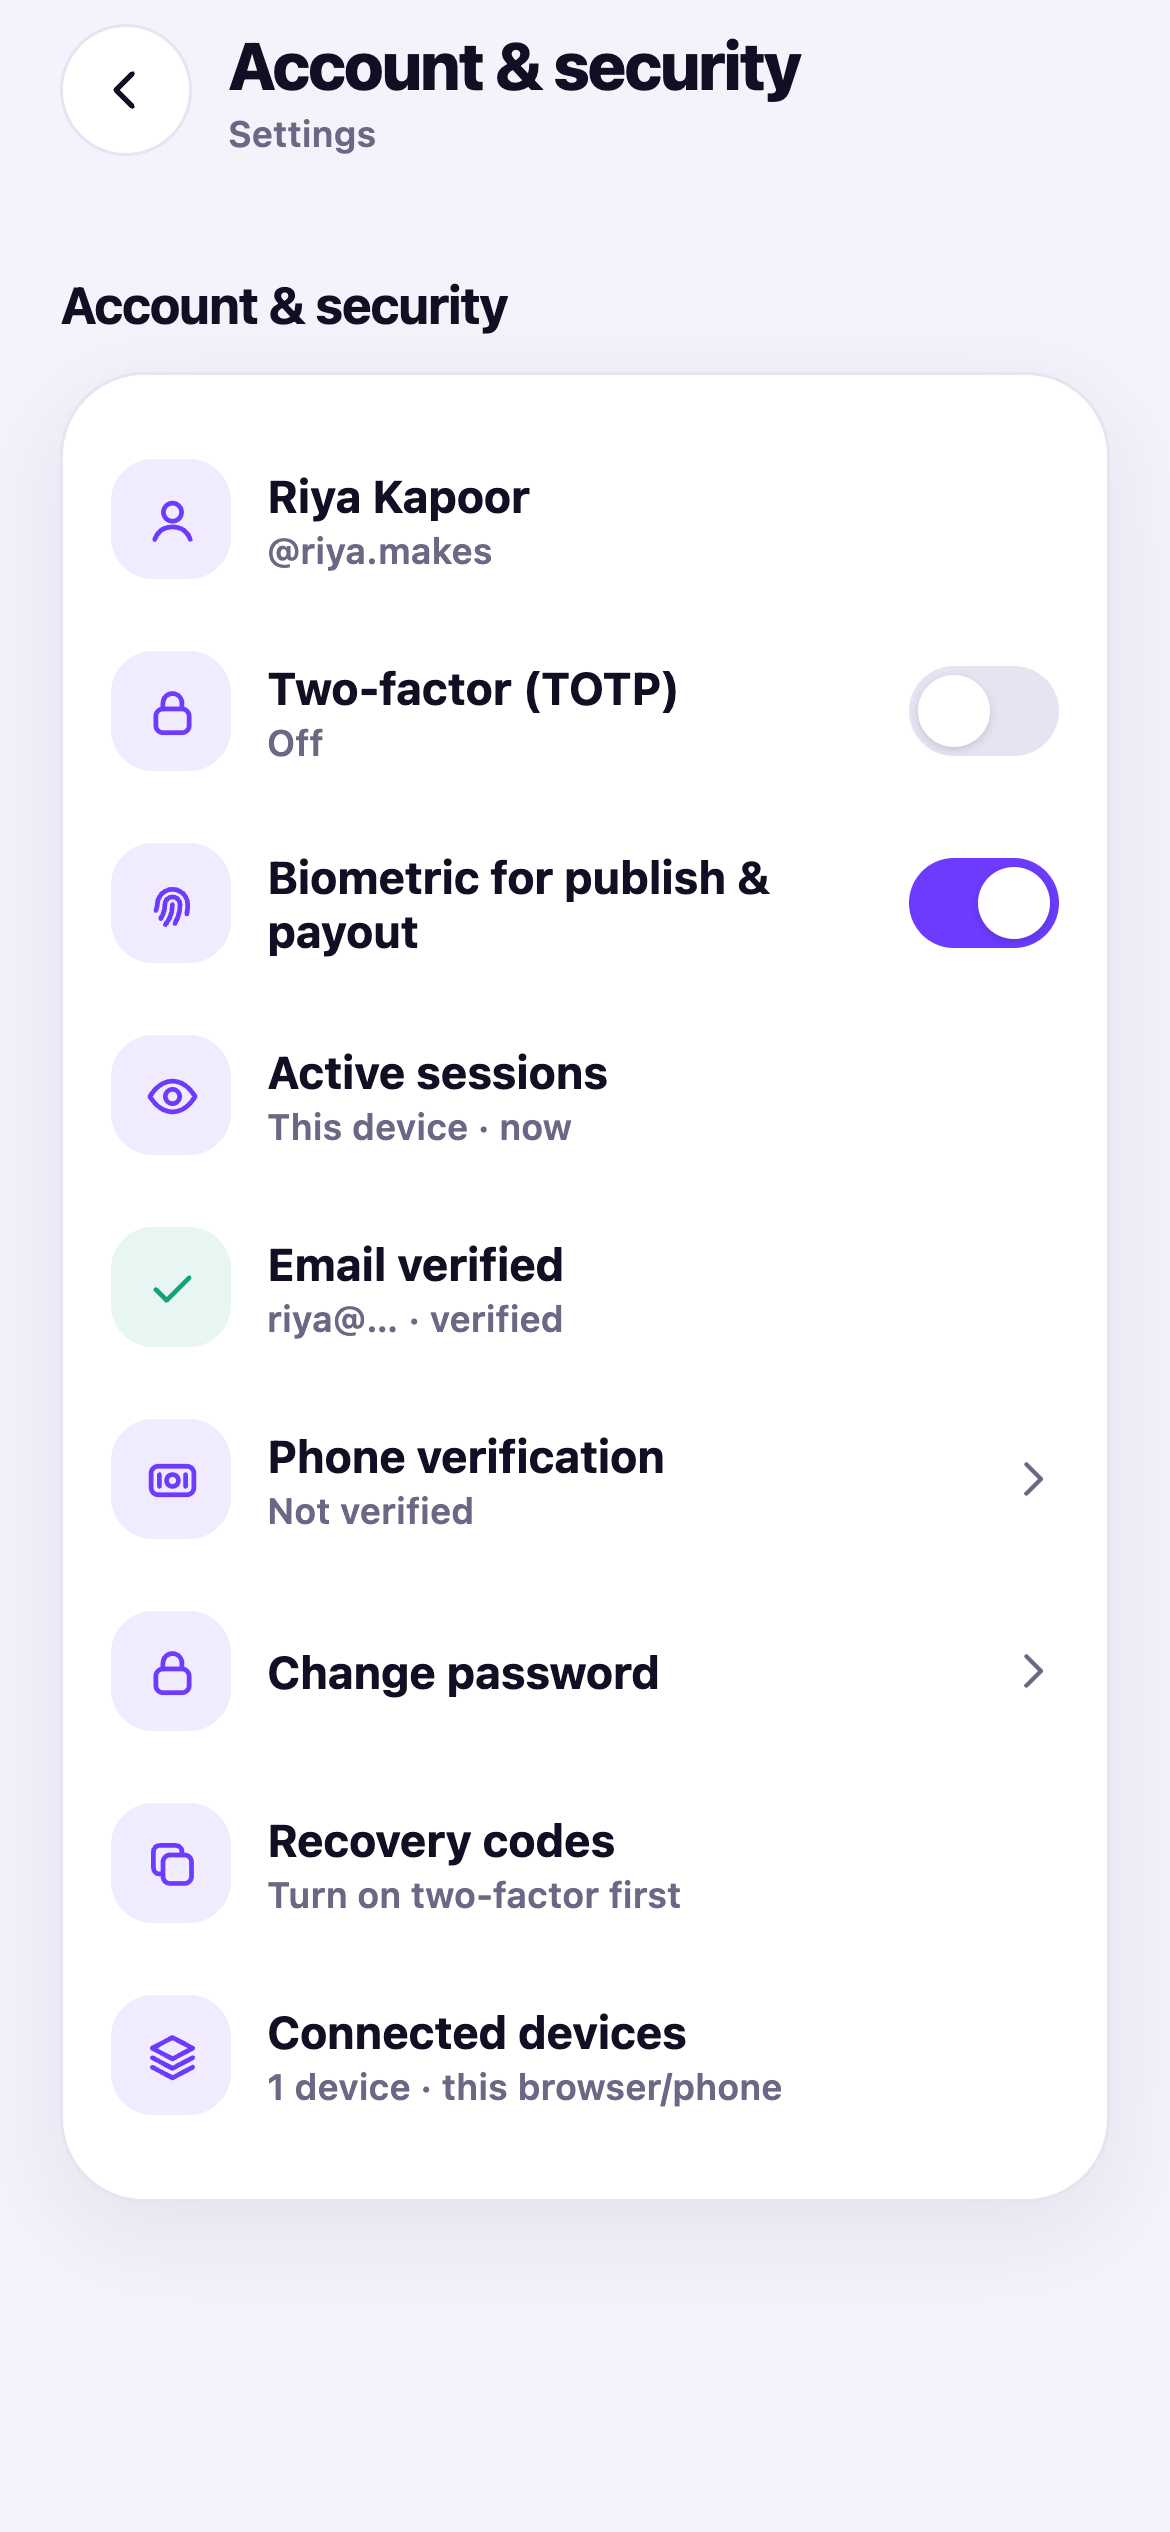 Account & security
Settings
Account & security
Riya Kapoor
@riya.makes
Two-factor (TOTP)
Off
Biometric for publish &
payout
Active sessions
This device · now
Email verified
riya@... · verified
Phone verification
Not verified
Change password
Recovery codes
Turn on two-factor first
Connected devices
1 device · this browser/phone